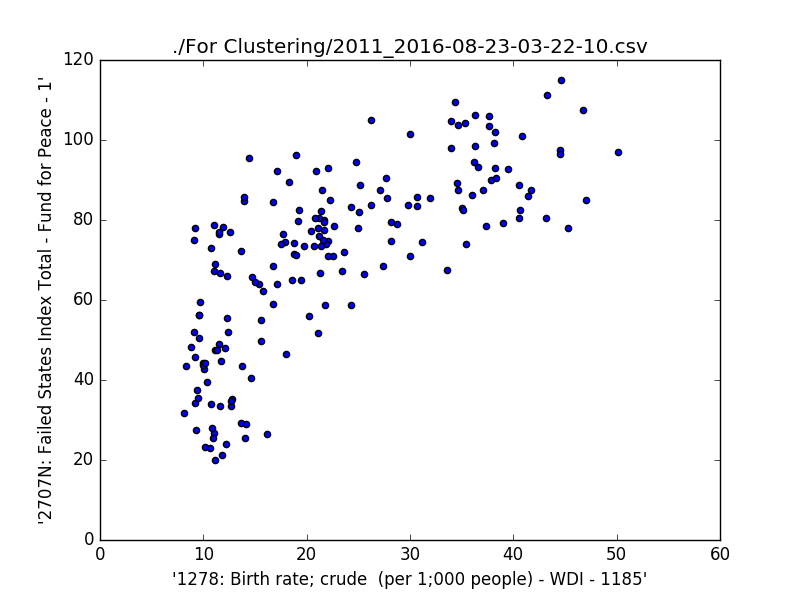 ./For Clustering/2011_2016-08-23-03-22-10.csv
120
100
80
60
40
20
0
'2707N: Failed States Index Total - Fund for Peace - 1'
0 10 20 30 40 50 60
'1278: Birth rate; crude  (per 1;000 people) - WDI - 1185'